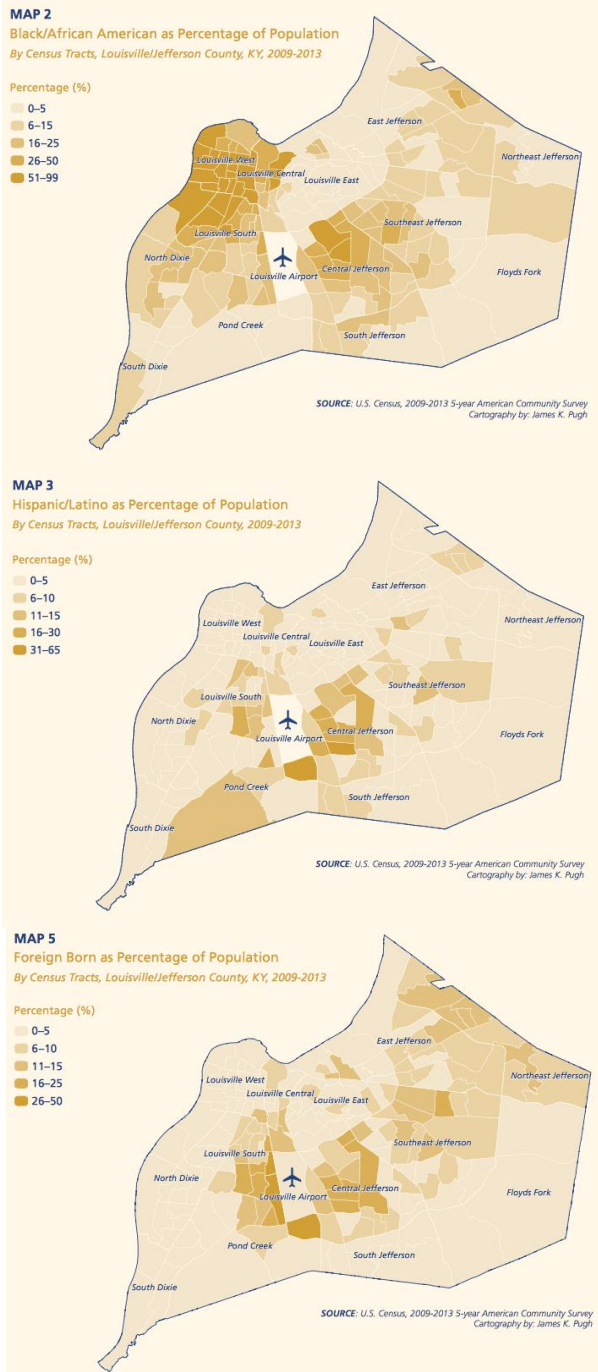 MAP 2
Black/African American as Percentage of Population
By Census Tracts, Louisville/Jefferson County, KY, 2009-2013
Percentage (%)
0–5
6–15
16–25
26–50
51–99
East Jefferson
Northeast Jefferson
Louisville West
Louisville Central
Louisville East
Southeast Jefferson
Louisville South
North Dixie
Central Jefferson
Louisville Airport
Floyds Fork
Pond Creek
South Jefferson
South Dixie
SOURCE: U.S. Census, 2009-2013 5-year American Community Survey
Cartography by: James K. Pugh
MAP 3
Hispanic/Latino as Percentage of Population
By Census Tracts, Louisville/Jefferson County, 2009-2013
Percentage (%)
0–5
6–10
11–15
16–30
31–65
East Jefferson
Northeast Jefferson
Louisville West
Louisville Central
Louisville East
Southeast Jefferson
Louisville South
North Dixie
Central Jefferson
Louisville Airport
Floyds Fork
Pond Creek
South Jefferson
South Dixie
SOURCE: U.S. Census, 2009-2013 5-year American Community Survey
Cartography by: James K. Pugh
MAP 5
Foreign Born as Percentage of Population
By Census Tracts, Louisville/Jefferson County, KY, 2009-2013
Percentage (%)
0–5
6–10
11–15
16–25
26–50
East Jefferson
Northeast Jefferson
Louisville West
Louisville Central
Louisville East
Southeast Jefferson
Louisville South
North Dixie
Central Jefferson
Louisville Airport
Floyds Fork
Pond Creek
South Jefferson
South Dixie
SOURCE: U.S. Census, 2009-2013 5-year American Community Survey
Cartography by: James K. Pugh